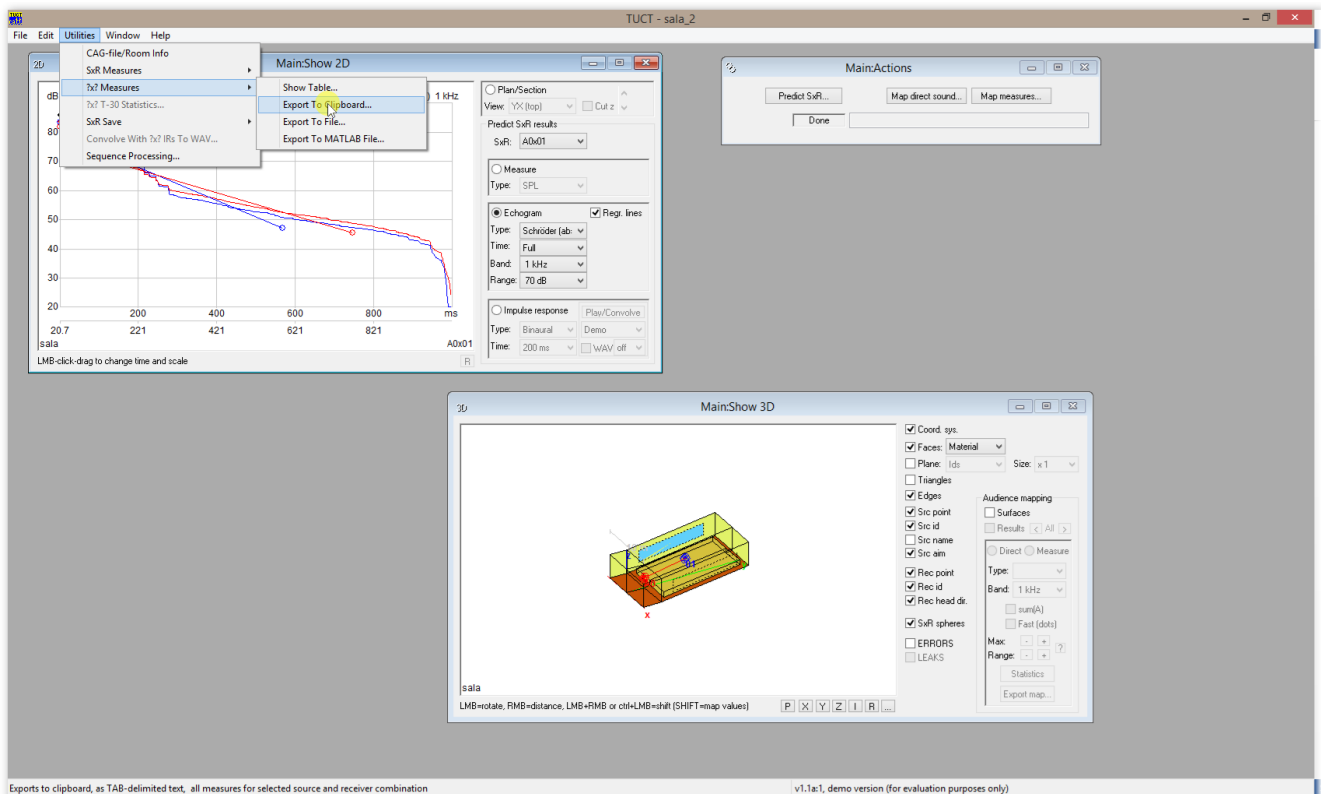 TUCT - sala_2
File Edit Utilities Window Help
CAG-file/Room Info
SxR Measures
?x? Measures
?x? T-30 Statistics...
SxR Save
Convolve With ?x? IRs To WAV...
Sequence Processing...
Show Table...
Export To Clipboard...
Export To File...
Export To MATLAB File...
2D Main:Show 2D
dB
) 1 kHz
80
70
60
50
40
30
20
200 400 600 800 ms
20.7 221 421 621 821
sala A0x01
LMB-click-drag to change time and scale R
Plan/Section
View: YX (top) Cut z
Predict SxR results
SxR: A0x01
Measure
Type: SPL
Echogram Regr. lines
Type: Schröder (ab:
Time: Full
Band: 1 kHz
Range: 70 dB
Impulse response Play/Convolve
Type: Binaural Demo
Time: 200 ms WAV off
Main:Actions
Predict SxR... Map direct sound... Map measures...
Done
3D Main:Show 3D
x
sala
LMB=rotate, RMB=distance, LMB+RMB or ctrl+LMB=shift (SHIFT=map values) P X Y Z I R ...
Coord. sys.
Faces: Material
Plane: Ids Size: x 1
Triangles
Edges
Src point
Src id
Src name
Src aim
Rec point
Rec id
Rec head dir.
SxR spheres
ERRORS
LEAKS
Audience mapping
Surfaces
Results < All >
Direct Measure
Type:
Band: 1 kHz
sum(A)
Fast (dots)
Max: - + ?
Range: - +
Statistics
Export map...
Exports to clipboard, as TAB-delimited text, all measures for selected source and receiver combination
v1.1a:1, demo version (for evaluation purposes only)